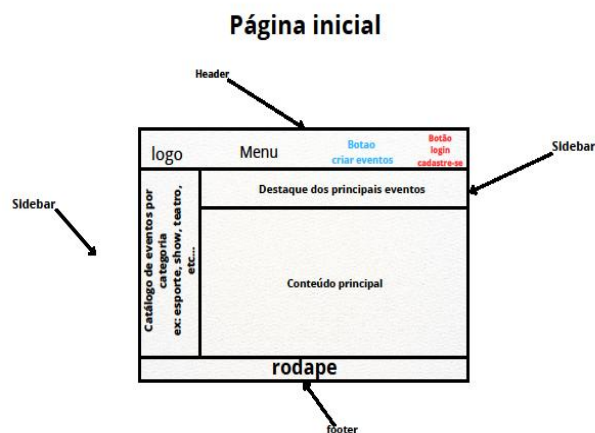 Página inicial
Header
logo
Menu
Botao
criar eventos
Botão
login
cadastre-se
Sidebar
Destaque dos principais eventos
Sidebar
Catálogo de eventos por
categoria
ex: esporte, show, teatro,
etc...
Conteúdo principal
rodape
footer